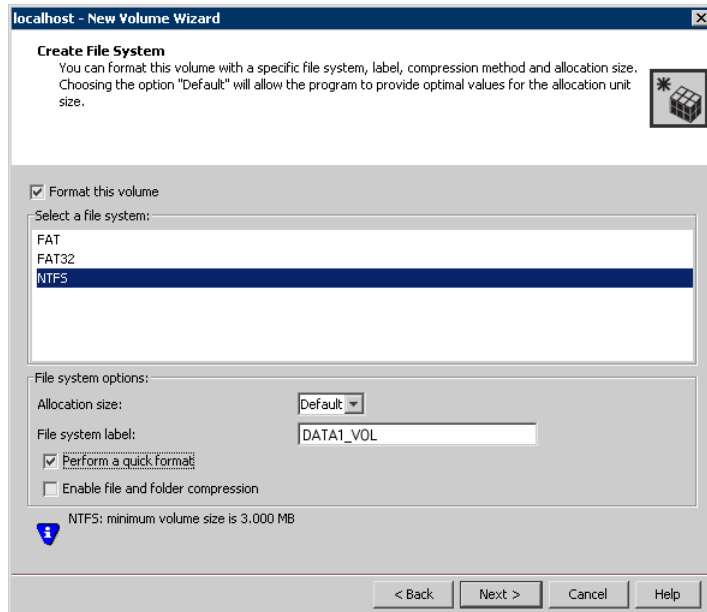 localhost - New Volume Wizard
Create File System
You can format this volume with a specific file system, label, compression method and allocation size.
Choosing the option "Default" will allow the program to provide optimal values for the allocation unit
size.
Format this volume
Select a file system:
FAT
FAT32
NTFS
File system options:
Allocation size:
Default
File system label:
DATA1_VOL
Perform a quick format
Enable file and folder compression
NTFS: minimum volume size is 3.000 MB
< Back
Next >
Cancel
Help